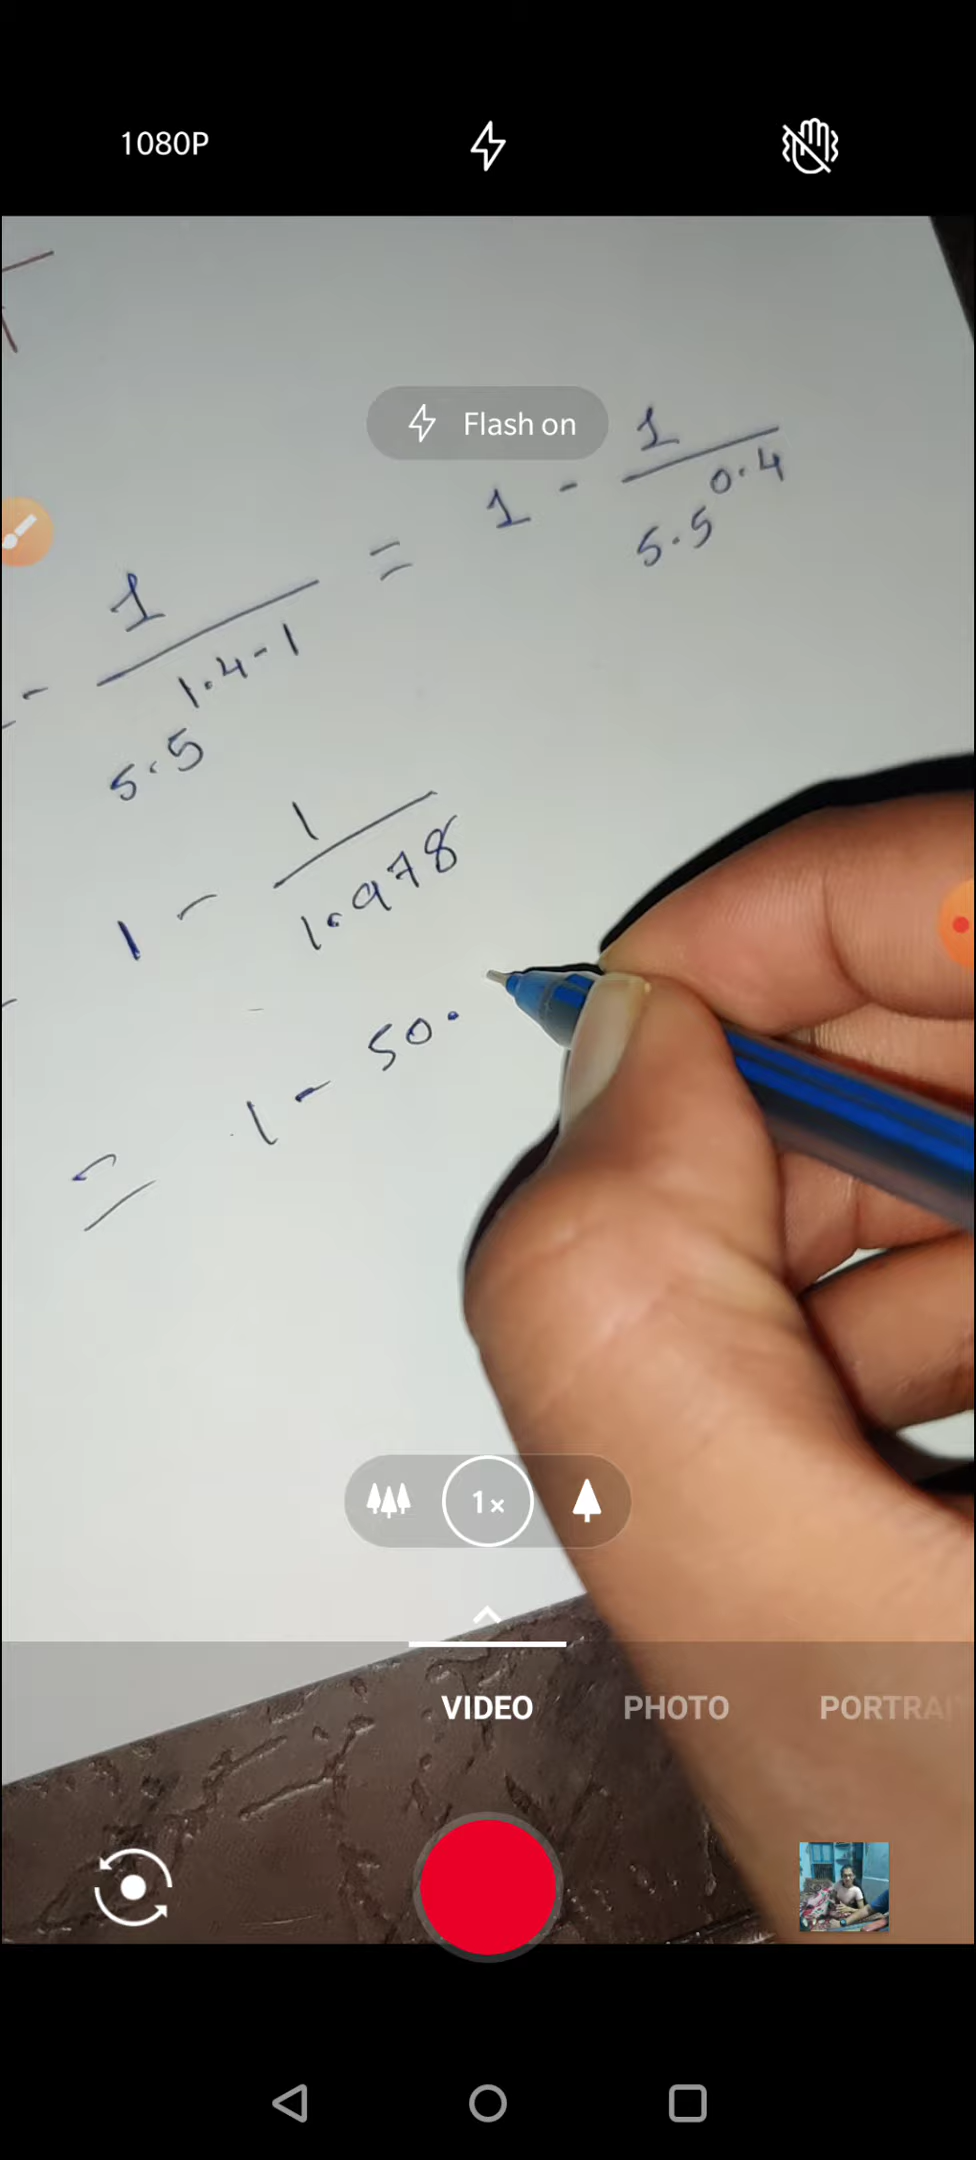 1080P
Flash on
- 1 / 5.5^1.4-1 = 1 - 1 / 5.5^0.4
1 - 1 / 1.978
= 1 - 50.
1×
VIDEO PHOTO PORTRAI